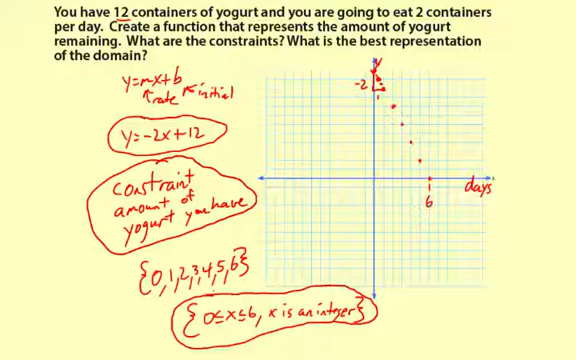 You have 12 containers of yogurt and you are going to eat 2 containers
per day. Create a function that represents the amount of yogurt
remaining. What are the constraints? What is the best representation
of the domain?
y=mx+b
rate
initial
y=-2x+12
constraint
amount of
yogurt you have
{0,1,2,3,4,5,6}
{0≤x≤6, x is an integer}
y
-2
1
days
6